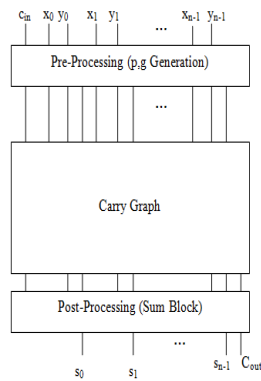 cin x0 y0 x1 y1 ... xn-1 yn-1
Pre-Processing (p,g Generation)
...
Carry Graph
Post-Processing (Sum Block)
...
s0 s1 sn-1 Cout